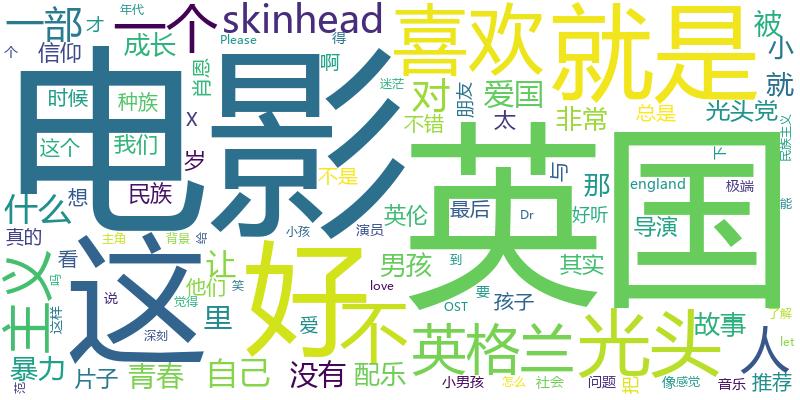 一部
才
年代
一个
skinhead
喜欢
就是
被
小
个
信仰
成长
Please
得
肖恩
啊
迷茫
对
朋友
爱国
就
时候
种族
电影
不错
太
非常
总是
光头党
这个
我们
X
岁
英国
民族主义
下
想
民族
不是
与
那
england
极端
什么
英伦
最后
Dr
好听
导演
能
真的
主角
背景
给
小孩
演员
看
这
让
好
不
男孩
到
其实
主义
吗
他们
笑
love
说
觉得
里
爱
OST
要
孩子
故事
了解
人
这样
深刻
英格兰
光头
let
暴力
片子
青春
自己
没有
配乐
小男孩
怎么
社会
问题
把
像感觉
音乐
推荐